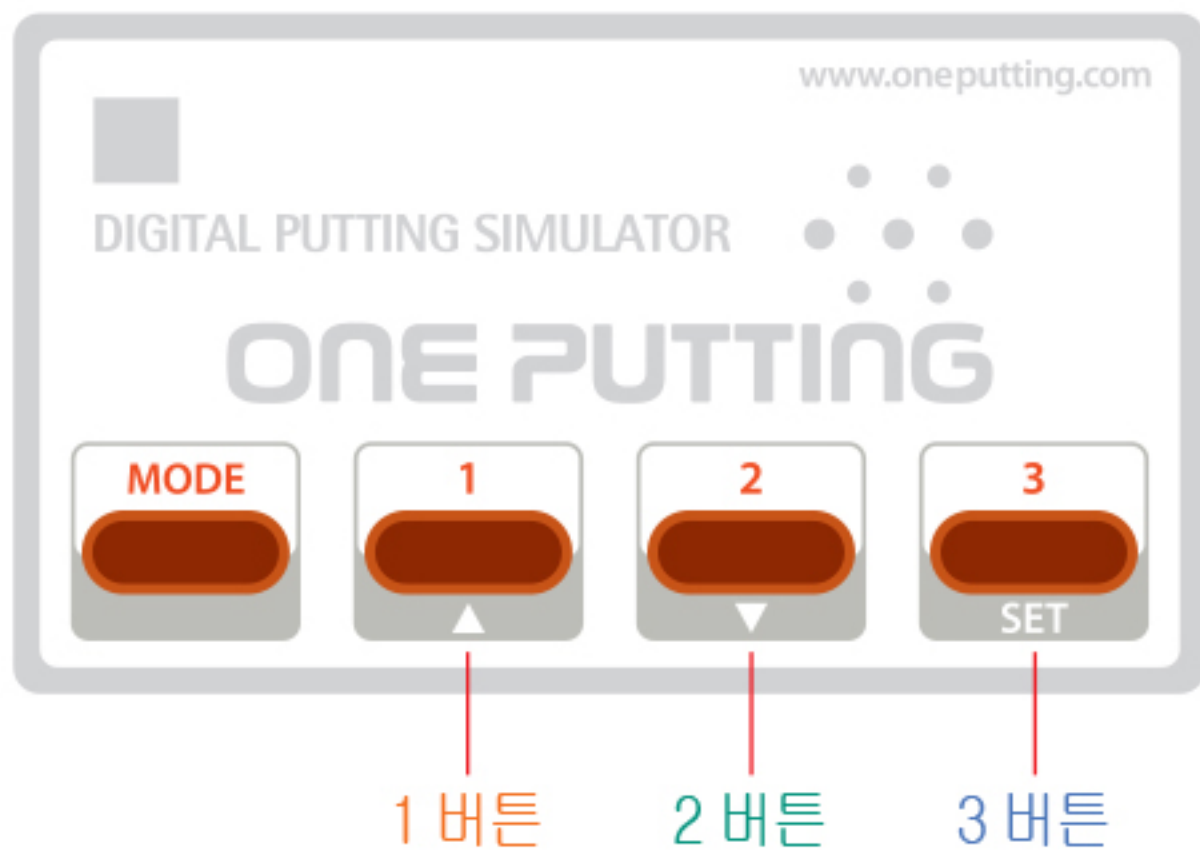 www.oneputting.com
DIGITAL PUTTING SIMULATOR
ONE PUTTING
MODE 1 2 3
▲ ▼ SET
1 버튼 2 버튼 3 버튼